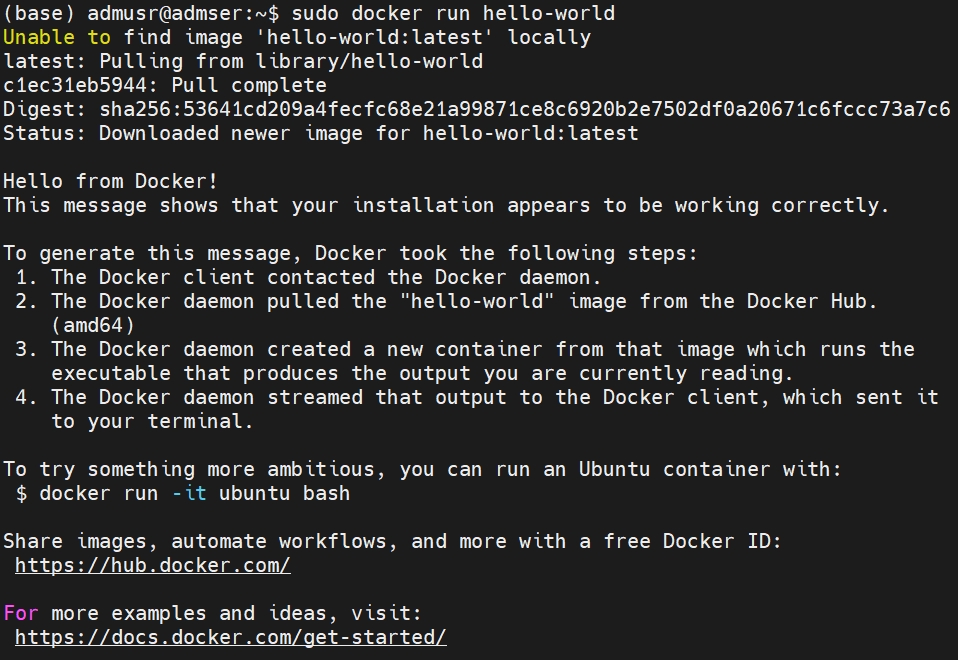 (base) admusr@admser:~$ sudo docker run hello-world
Unable to find image 'hello-world:latest' locally
latest: Pulling from library/hello-world
c1ec31eb5944: Pull complete
Digest: sha256:53641cd209a4fecfc68e21a99871ce8c6920b2e7502df0a20671c6fccc73a7c6
Status: Downloaded newer image for hello-world:latest

Hello from Docker!
This message shows that your installation appears to be working correctly.

To generate this message, Docker took the following steps:
 1. The Docker client contacted the Docker daemon.
 2. The Docker daemon pulled the "hello-world" image from the Docker Hub.
    (amd64)
 3. The Docker daemon created a new container from that image which runs the
    executable that produces the output you are currently reading.
 4. The Docker daemon streamed that output to the Docker client, which sent it
    to your terminal.

To try something more ambitious, you can run an Ubuntu container with:
 $ docker run -it ubuntu bash

Share images, automate workflows, and more with a free Docker ID:
 https://hub.docker.com/

For more examples and ideas, visit:
 https://docs.docker.com/get-started/